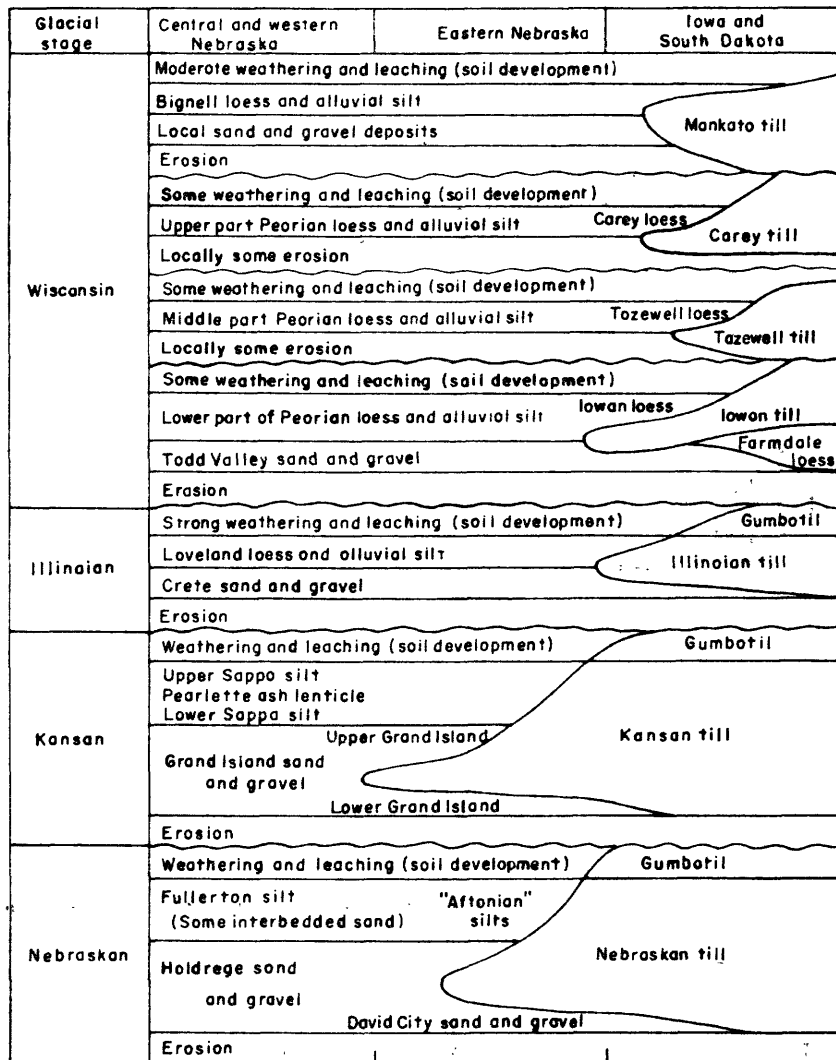 Glacial
stage
Central and western
Nebraska
Eastern Nebraska
Iowa and
South Dakota
Wiscansin
Moderate weathering and leaching (soil development)
Bignell loess and alluvial silt
Local sand and gravel deposits
Mankato till
Erosion
Some weathering and leaching (soil development)
Upper part Peorian loess and alluvial silt
Carey loess
Carey till
Locally some erosion
Some weathering and leaching (soil development)
Middle part Peorian loess and alluvial silt
Tozewell loess
Tazewell till
Locally some erosion
Some weathering and leaching (soil development)
Lower part of Peorian loess and alluvial silt
Iowan loess
Iowan till
Farmdale
loess
Todd Valley sand and gravel
Erasion
Illinaian
Strong weathering and leaching (soil development)
Gumbotil
Loveland loess ond alluvial silt
Illinoian till
Crete sand and gravel
Erosion
Kansan
Weathering and leaching (soil development)
Gumbotil
Upper Sappo silt
Pearlette ash lenticle
Lower Sappa silt
Upper Grand Island
Kansan till
Grand Island sand
and gravel
Lower Grand Island
Erosion
Nebraskan
Weathering and leaching (soil development)
Gumbotil
Fullerton silt
(Some interbedded sand)
"Aftonian"
silts
Nebraskan till
Holdrege sand
and gravel
David City sand and gravel
Erosion